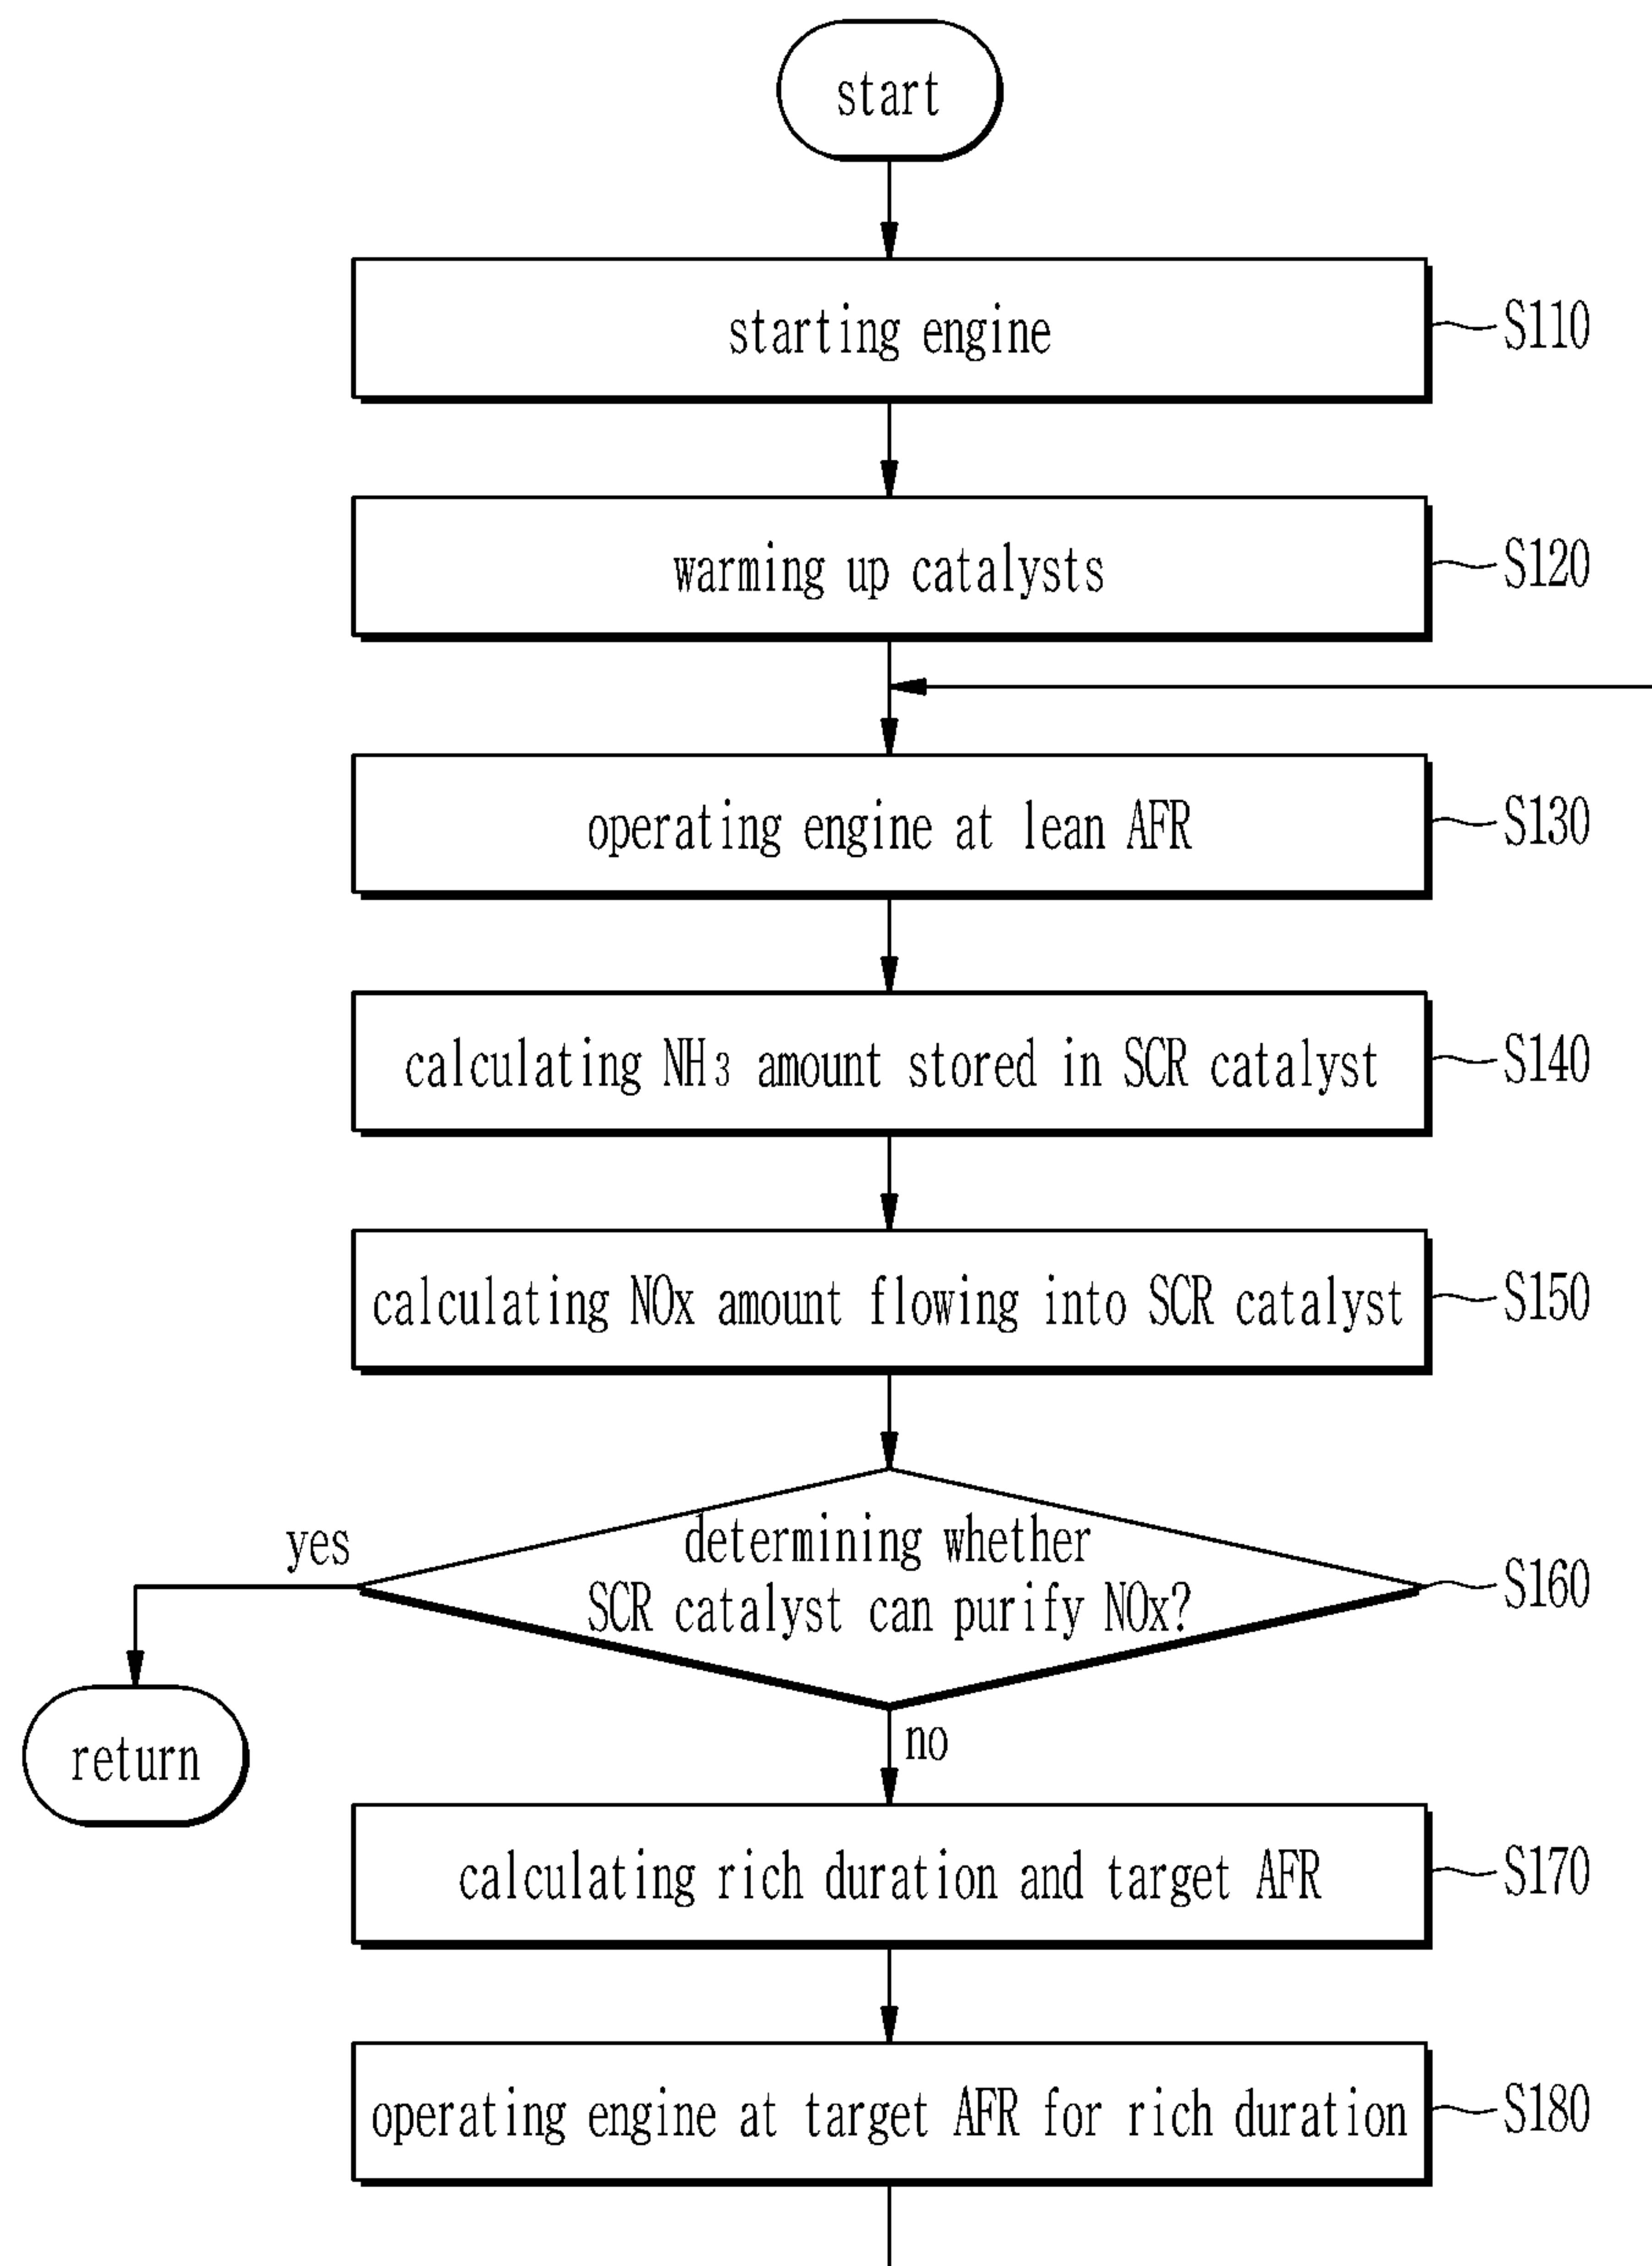 start
starting engine
S110
warming up catalysts
S120
operating engine at lean AFR
S130
calculating NH3 amount stored in SCR catalyst
S140
calculating NOx amount flowing into SCR catalyst
S150
yes
determining whether
SCR catalyst can purify NOx?
S160
return
no
calculating rich duration and target AFR
S170
operating engine at target AFR for rich duration
S180